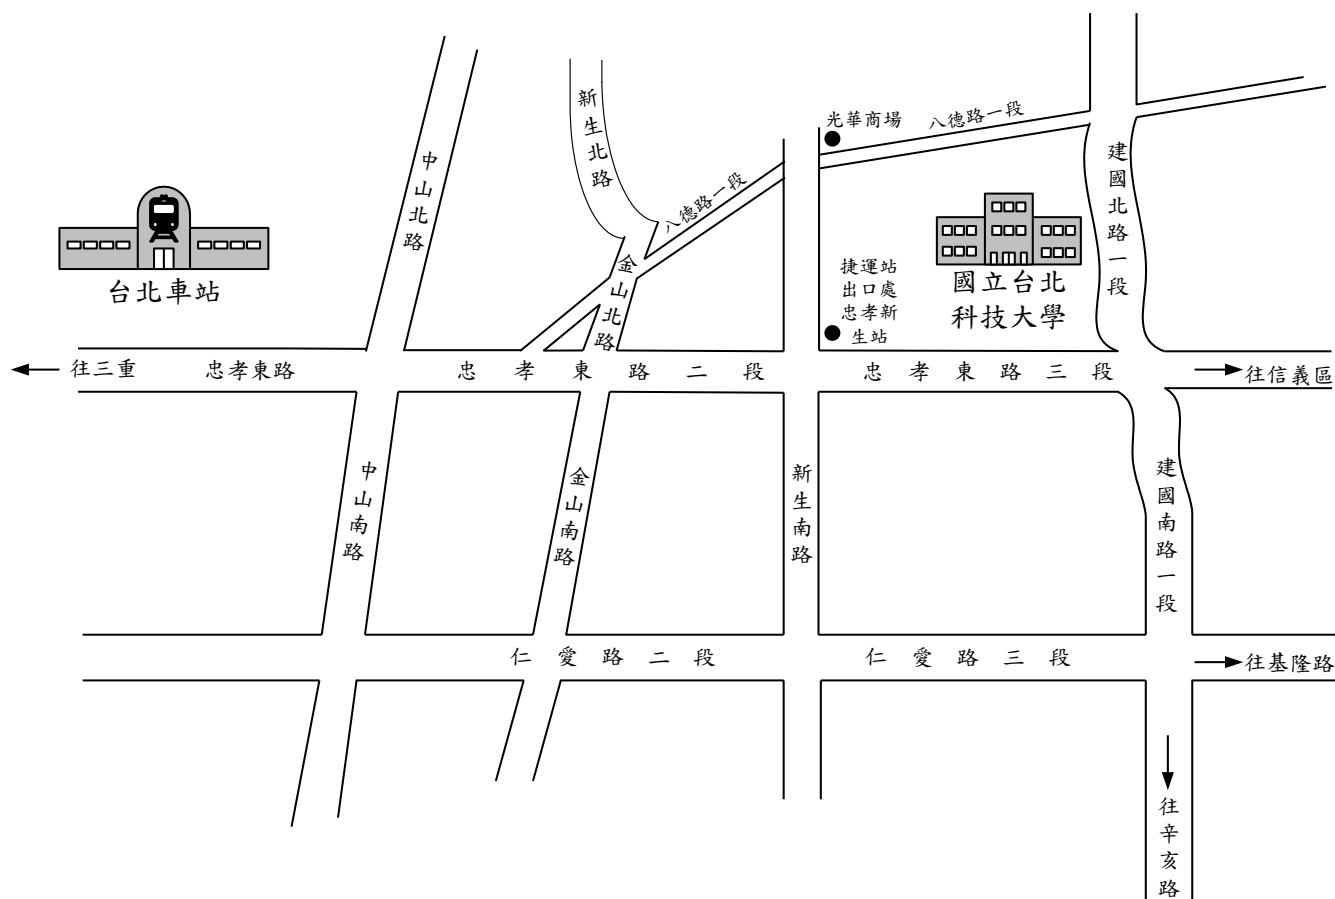 新生北路
光華商場
八德路一段
中山北路
建國北路一段
八德路一段
台北車站
金山北路
捷運站
出口處
忠孝新
生站
國立台北
科技大學
往三重
忠孝東路
忠孝東路二段
忠孝東路三段
往信義區
中山南路
金山南路
新生南路
建國南路一段
仁愛路二段
仁愛路三段
往基隆路
往辛亥路